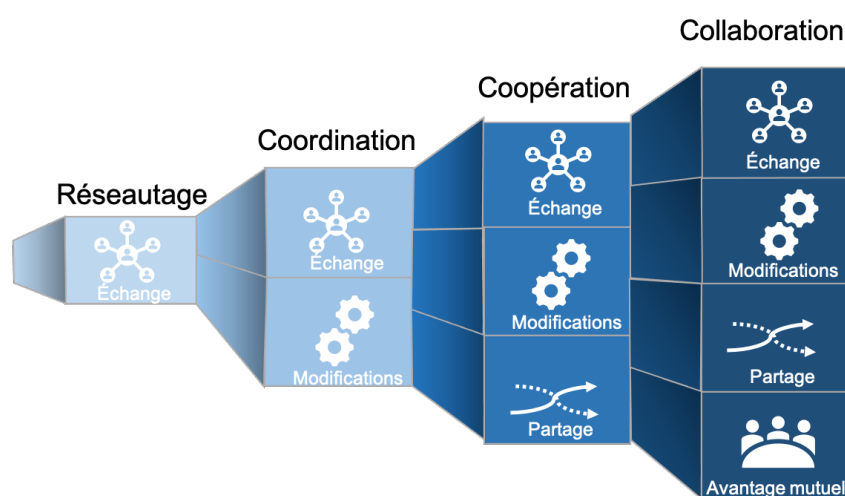 Réseautage
Échange
Coordination
Échange
Modifications
Coopération
Échange
Modifications
Partage
Collaboration
Échange
Modifications
Partage
Avantage mutuel